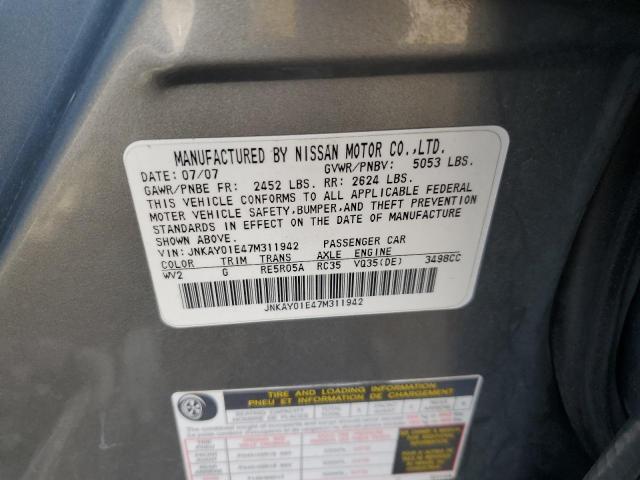 MANUFACTURED BY NISSAN MOTOR CO.,LTD.
DATE: 07/07 GVWR/PNBV: 5053 LBS.
GAWR/PNBE FR: 2452 LBS. RR: 2624 LBS.
THIS VEHICLE CONFORMS TO ALL APPLICABLE FEDERAL
MOTOR VEHICLE SAFETY,BUMPER,AND THEFT PREVENTION
STANDARDS IN EFFECT ON THE DATE OF MANUFACTURE
SHOWN ABOVE.
VIN: JNKAY01E47M311942 PASSENGER CAR
COLOR TRIM TRANS AXLE ENGINE
WV2 G RE5R05A RC35 VQ35(DE) 3498CC
JNKAY01E47M311942
TIRE AND LOADING INFORMATION
PNEU ET INFORMATION DE CHARGEMENT
SEATING CAPACITY